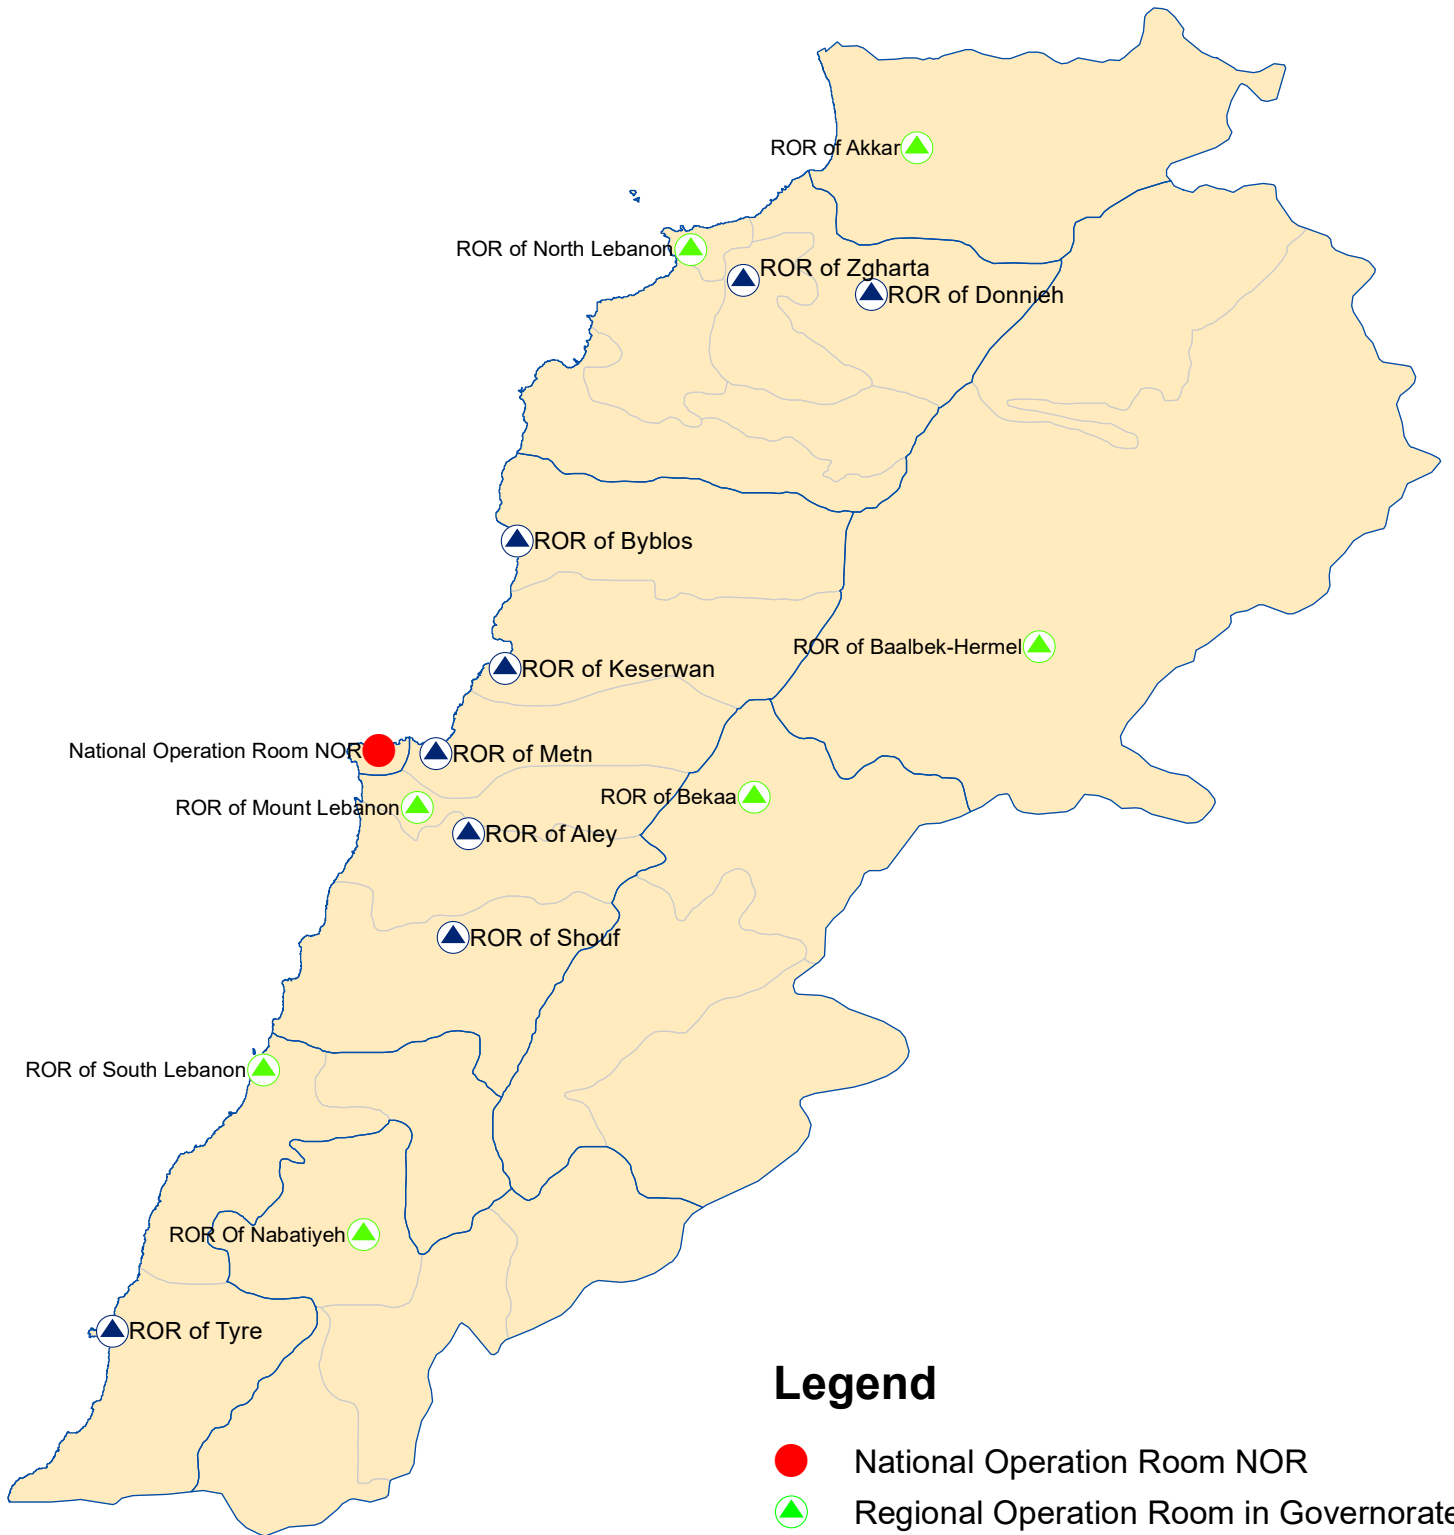 ROR of Akkar
ROR of North Lebanon
ROR of Zgharta
ROR of Donnieh
ROR of Byblos
ROR of Baalbek-Hermel
ROR of Keserwan
National Operation Room NOR
ROR of Metn
ROR of Bekaa
ROR of Mount Lebanon
ROR of Aley
ROR of Shouf
ROR of South Lebanon
ROR Of Nabatiyeh
ROR of Tyre
Legend
National Operation Room NOR
Regional Operation Room in Governorate